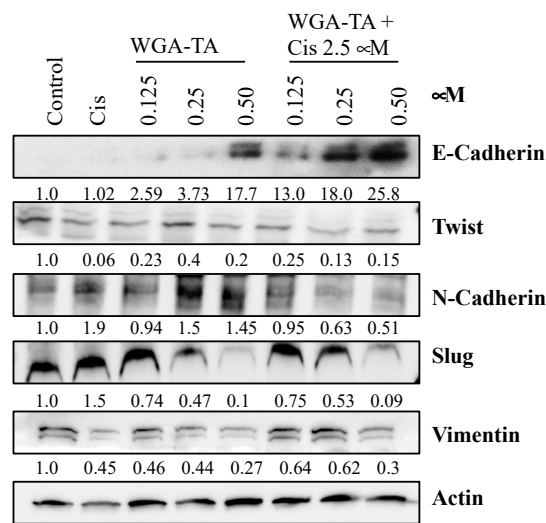 WGA-TA
WGA-TA +
Cis 2.5 ∝M
Control
Cis
0.125
0.25
0.50
0.125
0.25
0.50
∝M
E-Cadherin
1.0 1.02 2.59 3.73 17.7 13.0 18.0 25.8
Twist
1.0 0.06 0.23 0.4 0.2 0.25 0.13 0.15
N-Cadherin
1.0 1.9 0.94 1.5 1.45 0.95 0.63 0.51
Slug
1.0 1.5 0.74 0.47 0.1 0.75 0.53 0.09
Vimentin
1.0 0.45 0.46 0.44 0.27 0.64 0.62 0.3
Actin